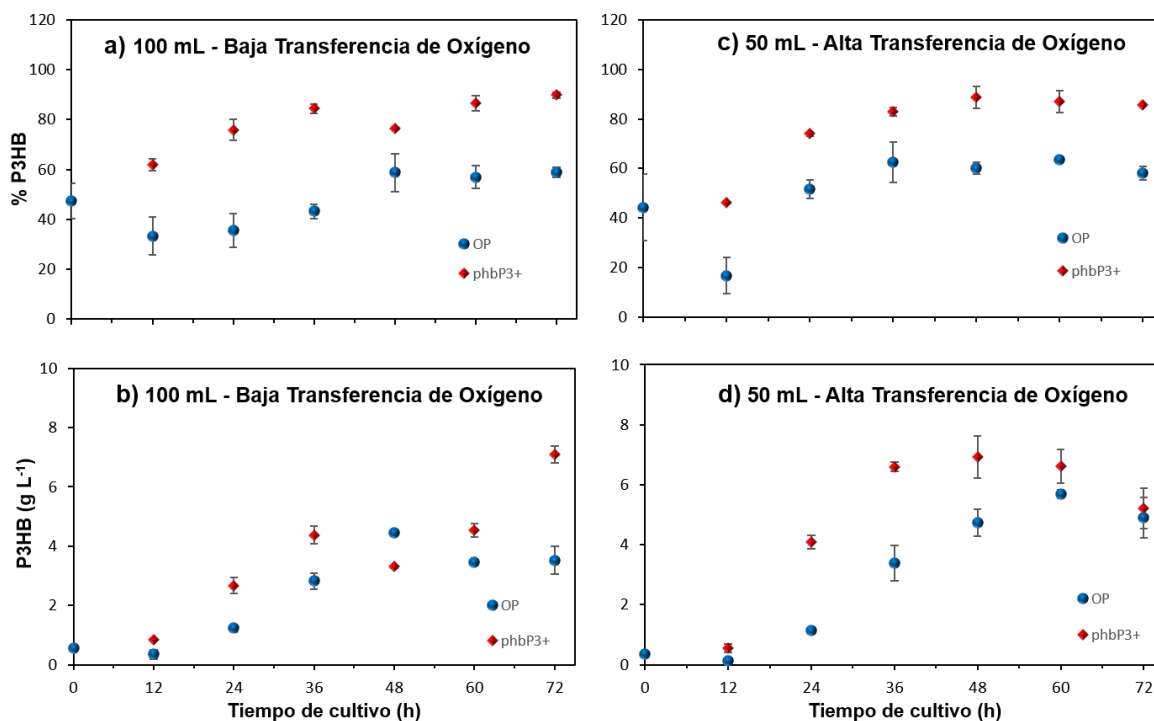 a) 100 mL - Baja Transferencia de Oxígeno
% P3HB
120
100
80
60
40
20
0
OP
phbP3+
c) 50 mL - Alta Transferencia de Oxígeno
120
100
80
60
40
20
0
OP
phbP3+
b) 100 mL - Baja Transferencia de Oxígeno
P3HB (g L⁻¹)
10
8
6
4
2
0
OP
phbP3+
0 12 24 36 48 60 72
Tiempo de cultivo (h)
d) 50 mL - Alta Transferencia de Oxígeno
10
8
6
4
2
0
OP
phbP3+
0 12 24 36 48 60 72
Tiempo de cultivo (h)